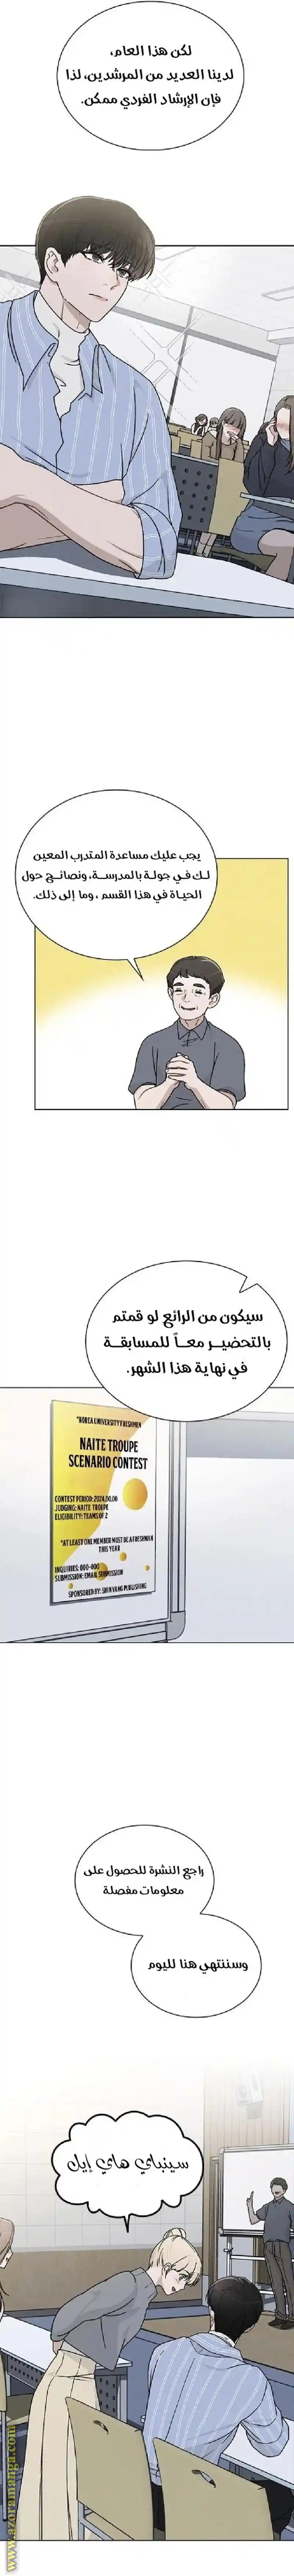 لكن هذا العام،
لدينا العديد من المرشدين، لذا
فإن الإرشاد الفردي ممكن.
يجب عليك مساعدة المتدرب المعين
لك في جولة بالمدرسة، ونصائح حول
الحياة في هذا القسم ، وما إلى ذلك.
سيكون من الرائع لو قمتم
بالتحضير معاً للمسابقة
في نهاية هذا الشهر.
"KOREA UNIVERSITY FRESHMEN
NAITE TROUPE
SCENARIO CONTEST
CONTEST PERIOD: 2024.00.00
JUDGING: NAITE TROUPE
ELIGIBILITY: TEAMS OF 2
"AT LEAST ONE MEMBER MUST BE A FRESHMAN
THIS YEAR
INQUIRIES: 000-000
SUBMISSION: EMAIL SUBMISSION
SPONSORED BY: SHINYANG PUBLISHING
راجع النشرة للحصول على
معلومات مفصلة
وسننتهي هنا لليوم
سينباي هاي إيل
www.azoramanga.com